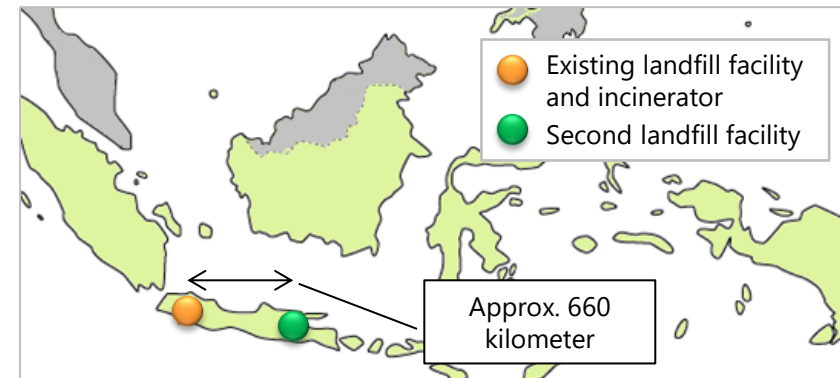 Existing landfill facility
and incinerator
Second landfill facility
Approx. 660
kilometer